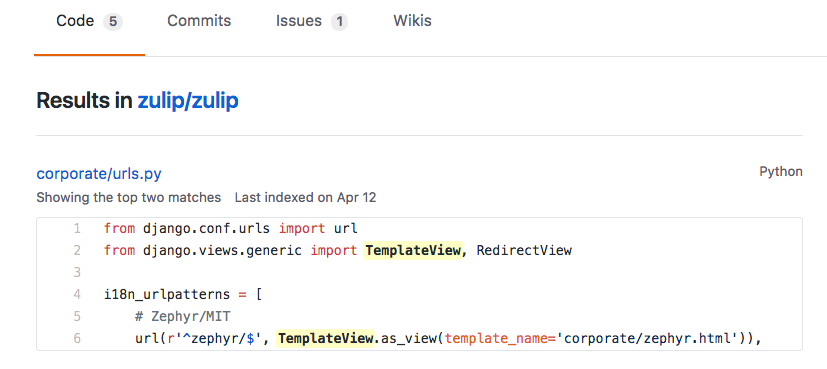 Code 5 Commits Issues 1 Wikis
Results in zulip/zulip
corporate/urls.py Python
Showing the top two matches Last indexed on Apr 12
1 from django.conf.urls import url
2 from django.views.generic import TemplateView, RedirectView
3
4 i18n_urlpatterns = [
5     # Zephyr/MIT
6     url(r'^zephyr/$', TemplateView.as_view(template_name='corporate/zephyr.html')),